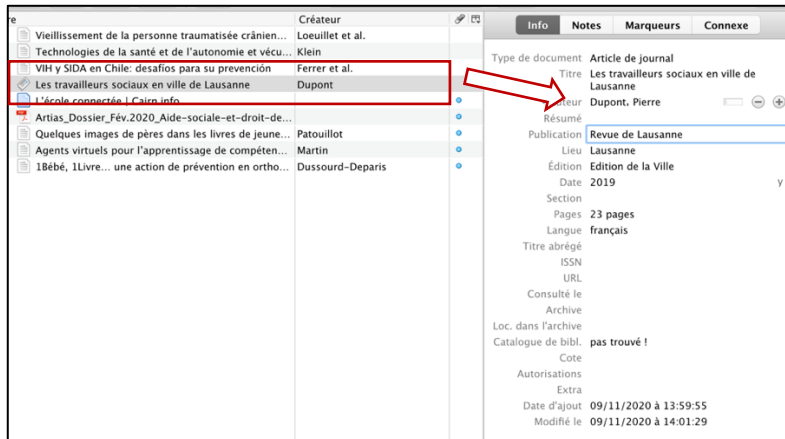 re Créateur
Vieillissement de la personne traumatisée crânien... Loeuillet et al.
Technologies de la santé et de l'autonomie et vécu... Klein
VIH y SIDA en Chile: desafíos para su prevención Ferrer et al.
Les travailleurs sociaux en ville de Lausanne Dupont
L'école connectée | Cairn.info
Artias_Dossier_Fév.2020_Aide-sociale-et-droit-de...
Quelques images de pères dans les livres de jeune... Patouillot
Agents virtuels pour l'apprentissage de compéten... Martin
1Bébé, 1Livre... une action de prévention en ortho... Dussourd-Deparis
Info Notes Marqueurs Connexe
Type de document Article de journal
Titre Les travailleurs sociaux en ville de
Lausanne
uteur Dupont, Pierre
Résumé
Publication Revue de Lausanne
Lieu Lausanne
Édition Edition de la Ville
Date 2019 y
Section
Pages 23 pages
Langue français
Titre abrégé
ISSN
URL
Consulté le
Archive
Loc. dans l'archive
Catalogue de bibl. pas trouvé !
Cote
Autorisations
Extra
Date d'ajout 09/11/2020 à 13:59:55
Modifié le 09/11/2020 à 14:01:29